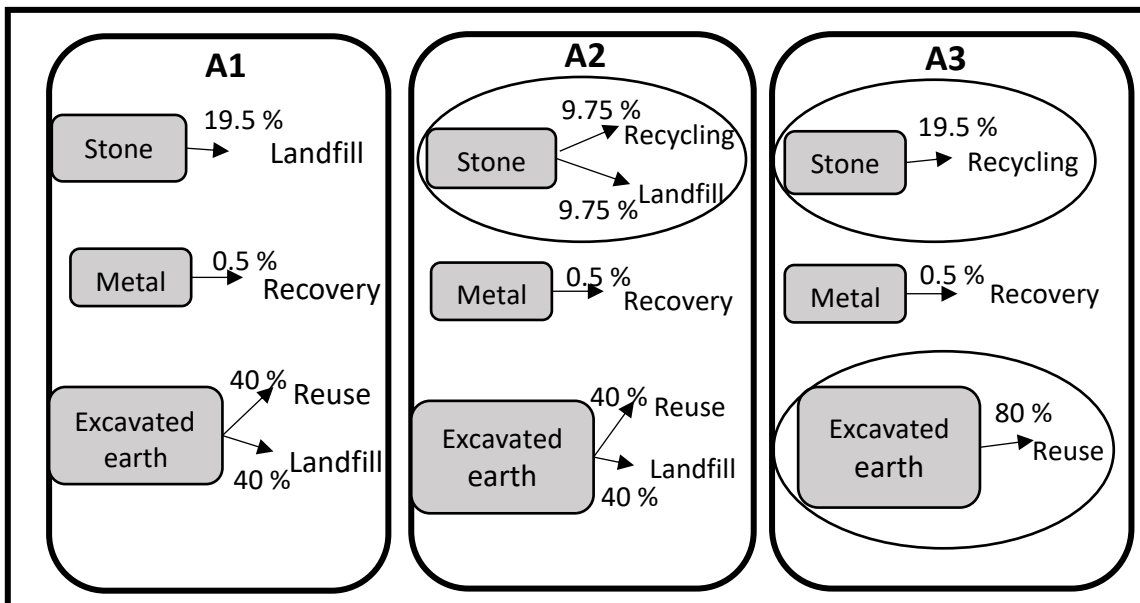 A1
19.5 %
Stone
Landfill
0.5 %
Metal
Recovery
40 %
Reuse
Excavated
earth
Landfill
40 %
A2
9.75 %
Recycling
Stone
Landfill
9.75 %
0.5 %
Metal
Recovery
40 %
Reuse
Excavated
earth
Landfill
40 %
A3
19.5 %
Stone
Recycling
0.5 %
Metal
Recovery
80 %
Excavated
earth
Reuse